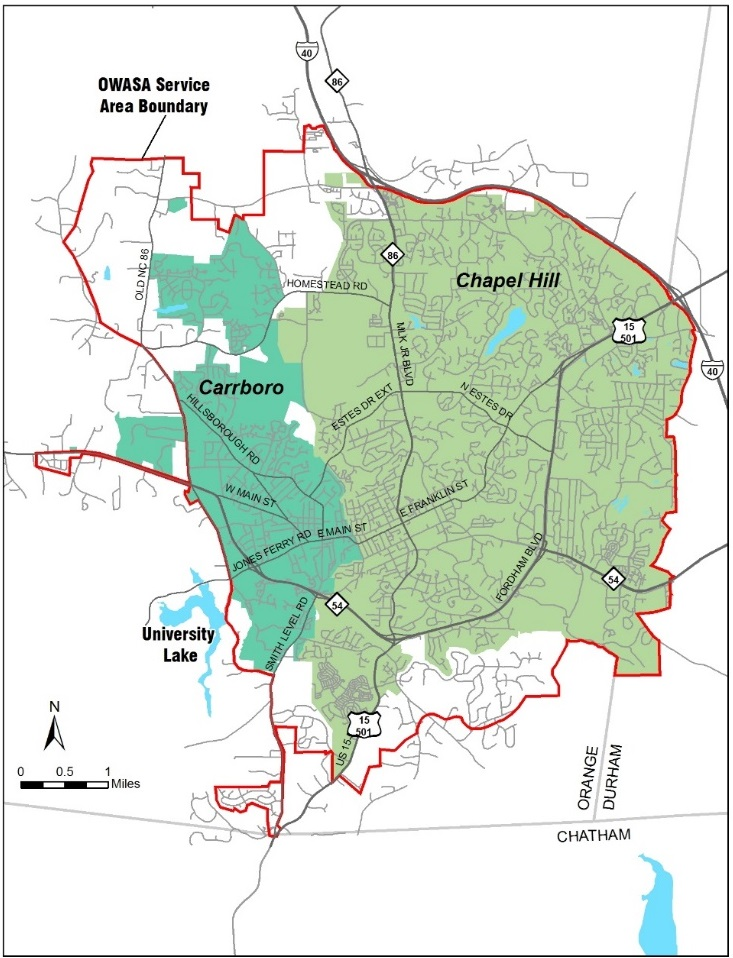 40
86
OWASA Service
Area Boundary
OLD NC 86
HOMESTEAD RD
86
Chapel Hill
15
501
40
MLK JR BLVD
Carrboro
HILLSBOROUGH RD
ESTES DR EXT
N ESTES DR
W MAIN ST
E FRANKLIN ST
E MAIN ST
JONES FERRY RD
FORDHAM BLVD
54
54
SMITH LEVEL RD
University
Lake
N
15
501
US 15-
0 0.5 1
Miles
ORANGE
DURHAM
CHATHAM